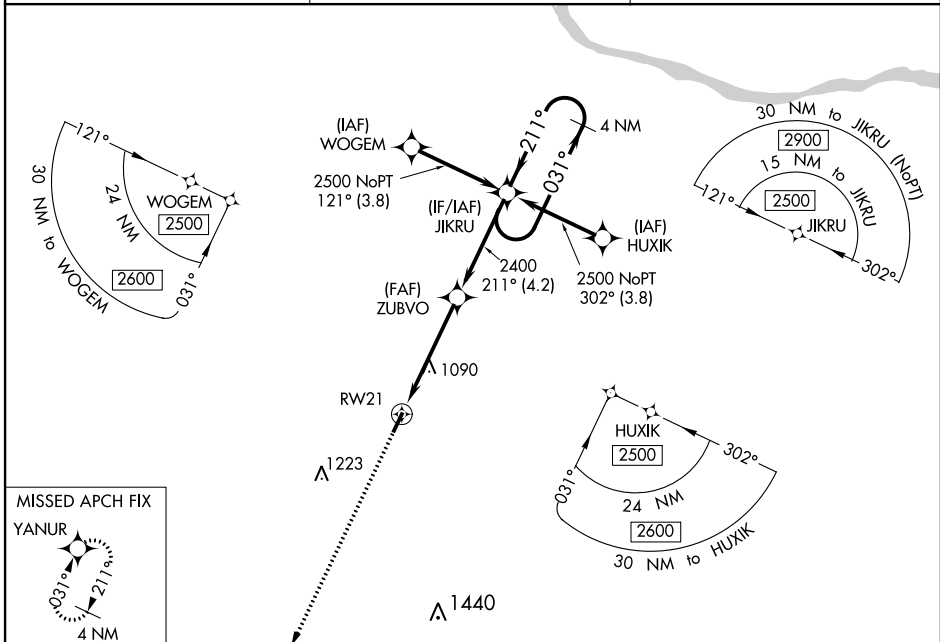 (IAF)
WOGEM
2500 NoPT
121° (3.8)
211°
031°
4 NM
(IF/IAF)
JIKRU
(IAF)
HUXIK
2500 NoPT
302° (3.8)
2400
211° (4.2)
(FAF)
ZUBVO
1090
RW21
1223
1440
121°
WOGEM
2500
24 NM
2600
30 NM to WOGEM
031°
30 NM to JIKRU (NoPT)
2900
15 NM to JIKRU
2500
121°
JIKRU
302°
HUXIK
2500
302°
031°
24 NM
2600
30 NM to HUXIK
MISSED APCH FIX
YANUR
031°
211°
4 NM